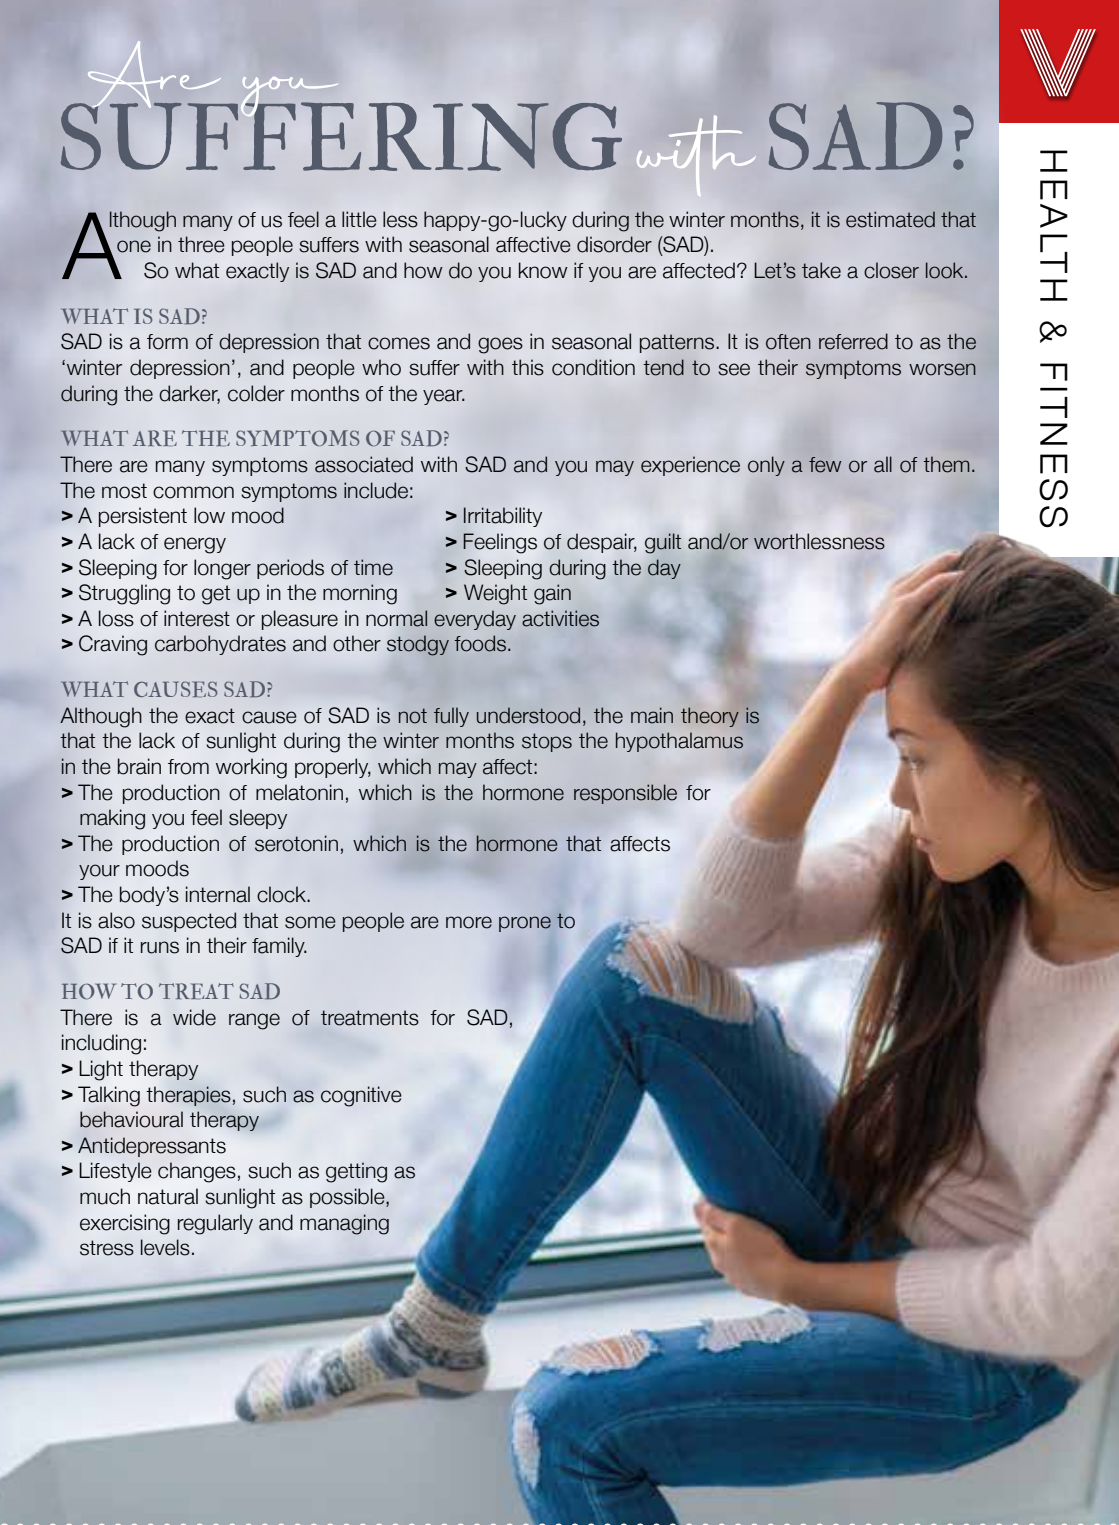 Are you
SUFFERING with SAD?
V
HEALTH & FITNESS
Although many of us feel a little less happy-go-lucky during the winter months, it is estimated that
one in three people suffers with seasonal affective disorder (SAD).
So what exactly is SAD and how do you know if you are affected? Let's take a closer look.
WHAT IS SAD?
SAD is a form of depression that comes and goes in seasonal patterns. It is often referred to as the
‘winter depression’, and people who suffer with this condition tend to see their symptoms worsen
during the darker, colder months of the year.
WHAT ARE THE SYMPTOMS OF SAD?
There are many symptoms associated with SAD and you may experience only a few or all of them.
The most common symptoms include:
> A persistent low mood
> A lack of energy
> Sleeping for longer periods of time
> Struggling to get up in the morning
> Irritability
> Feelings of despair, guilt and/or worthlessness
> Sleeping during the day
> Weight gain
> A loss of interest or pleasure in normal everyday activities
> Craving carbohydrates and other stodgy foods.
WHAT CAUSES SAD?
Although the exact cause of SAD is not fully understood, the main theory is
that the lack of sunlight during the winter months stops the hypothalamus
in the brain from working properly, which may affect:
> The production of melatonin, which is the hormone responsible for
making you feel sleepy
> The production of serotonin, which is the hormone that affects
your moods
> The body's internal clock.
It is also suspected that some people are more prone to
SAD if it runs in their family.
HOW TO TREAT SAD
There is a wide range of treatments for SAD,
including:
> Light therapy
> Talking therapies, such as cognitive
behavioural therapy
> Antidepressants
> Lifestyle changes, such as getting as
much natural sunlight as possible,
exercising regularly and managing
stress levels.